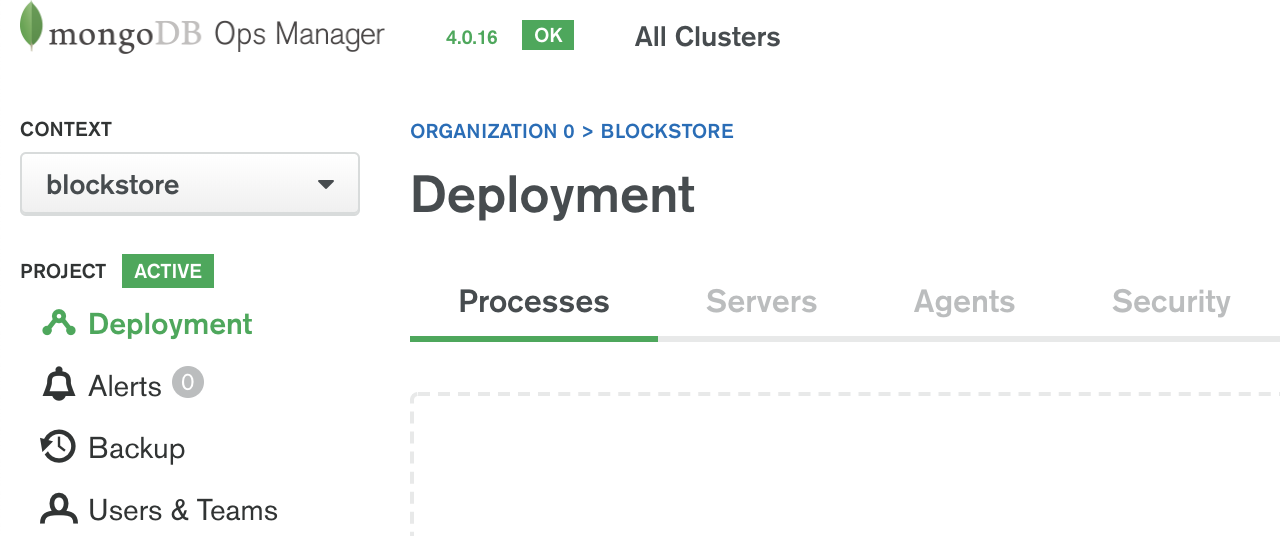 mongoDB Ops Manager 4.0.16 OK All Clusters
CONTEXT
blockstore
PROJECT ACTIVE
Deployment
Alerts 0
Backup
Users & Teams
ORGANIZATION 0 > BLOCKSTORE
Deployment
Processes Servers Agents Security